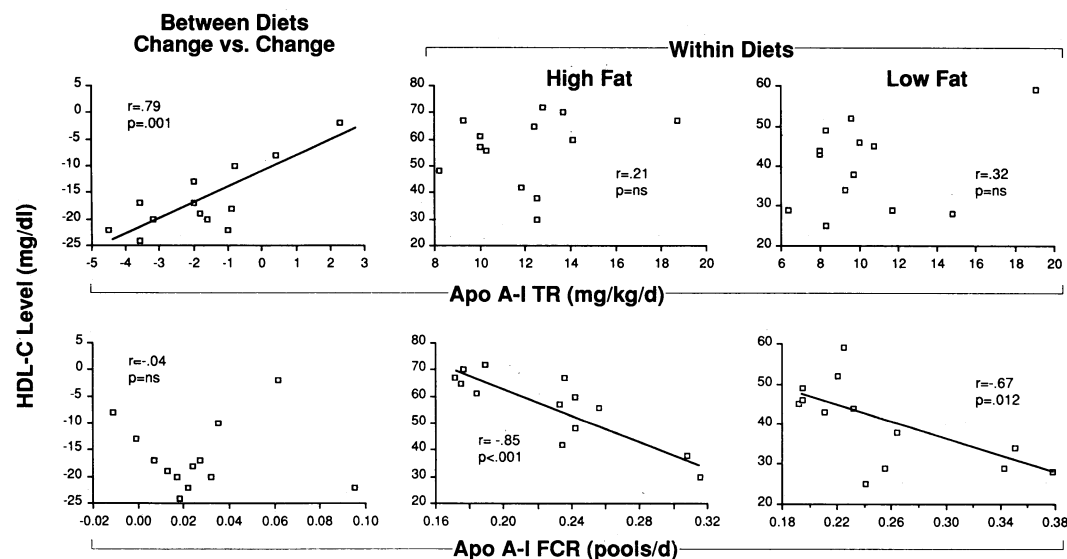 Between Diets
Change vs. Change
Within Diets
High Fat
Low Fat
HDL-C Level (mg/dl)
5
0
-5
-10
-15
-20
-25
r=.79
p=.001
-5 -4 -3 -2 -1 0 1 2 3
80
70
60
50
40
30
20
r=.21
p=ns
8 10 12 14 16 18 20
60
50
40
30
20
r=.32
p=ns
6 8 10 12 14 16 18 20
Apo A-I TR (mg/kg/d)
5
0
-5
-10
-15
-20
-25
r=-.04
p=ns
-0.02 0.00 0.02 0.04 0.06 0.08 0.10
80
70
60
50
40
30
20
r= -.85
p<.001
0.16 0.20 0.24 0.28 0.32
60
50
40
30
20
r=-.67
p=.012
0.18 0.22 0.26 0.30 0.34 0.38
Apo A-I FCR (pools/d)